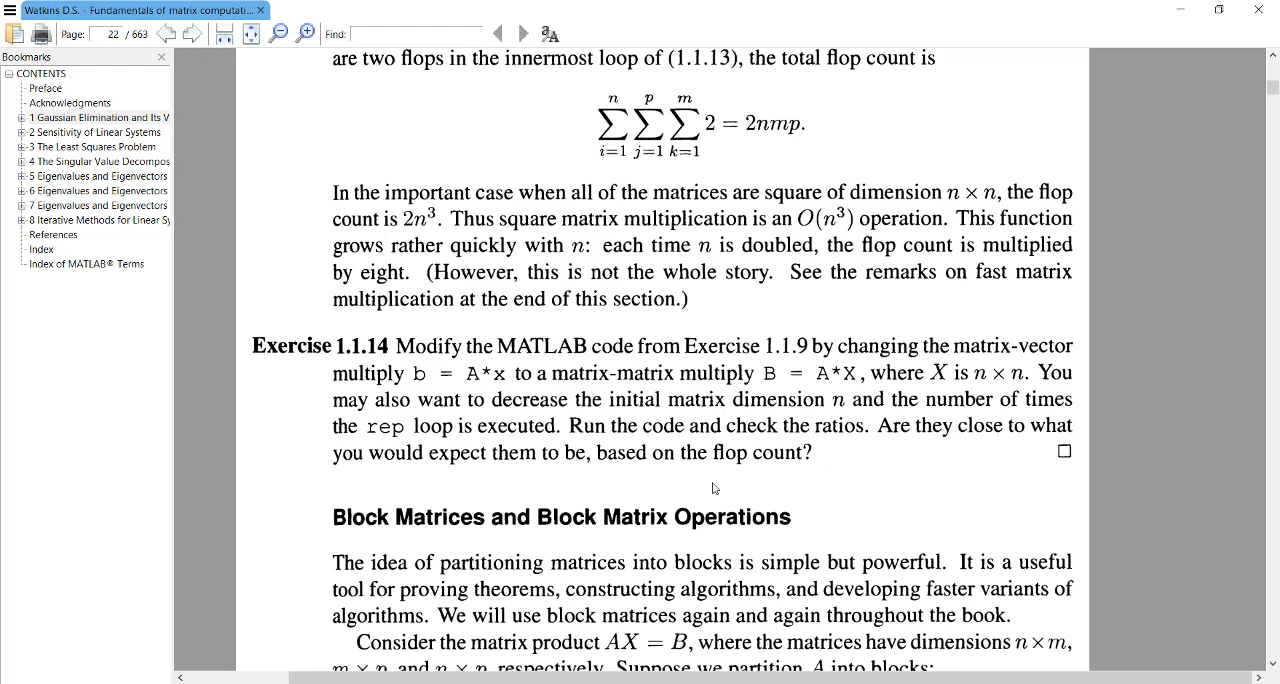 Watkins D.S. - Fundamentals of matrix computati...
Page: 22 / 663 Find:
Bookmarks
CONTENTS
Preface
Acknowledgments
1 Gaussian Elimination and Its V
2 Sensitivity of Linear Systems
3 The Least Squares Problem
4 The Singular Value Decompos
5 Eigenvalues and Eigenvectors
6 Eigenvalues and Eigenvectors
7 Eigenvalues and Eigenvectors
8 Iterative Methods for Linear Sy
References
Index
Index of MATLAB® Terms
are two flops in the innermost loop of (1.1.13), the total flop count is
n p m
∑ ∑ ∑ 2 = 2nmp.
i=1 j=1 k=1
In the important case when all of the matrices are square of dimension n × n, the flop
count is 2n³. Thus square matrix multiplication is an O(n³) operation. This function
grows rather quickly with n: each time n is doubled, the flop count is multiplied
by eight. (However, this is not the whole story. See the remarks on fast matrix
multiplication at the end of this section.)
Exercise 1.1.14 Modify the MATLAB code from Exercise 1.1.9 by changing the matrix-vector
multiply b = A*x to a matrix-matrix multiply B = A*X, where X is n × n. You
may also want to decrease the initial matrix dimension n and the number of times
the rep loop is executed. Run the code and check the ratios. Are they close to what
you would expect them to be, based on the flop count? □
Block Matrices and Block Matrix Operations
The idea of partitioning matrices into blocks is simple but powerful. It is a useful
tool for proving theorems, constructing algorithms, and developing faster variants of
algorithms. We will use block matrices again and again throughout the book.
Consider the matrix product AX = B, where the matrices have dimensions n × m,
and respectively. Suppose we partition A into blocks: